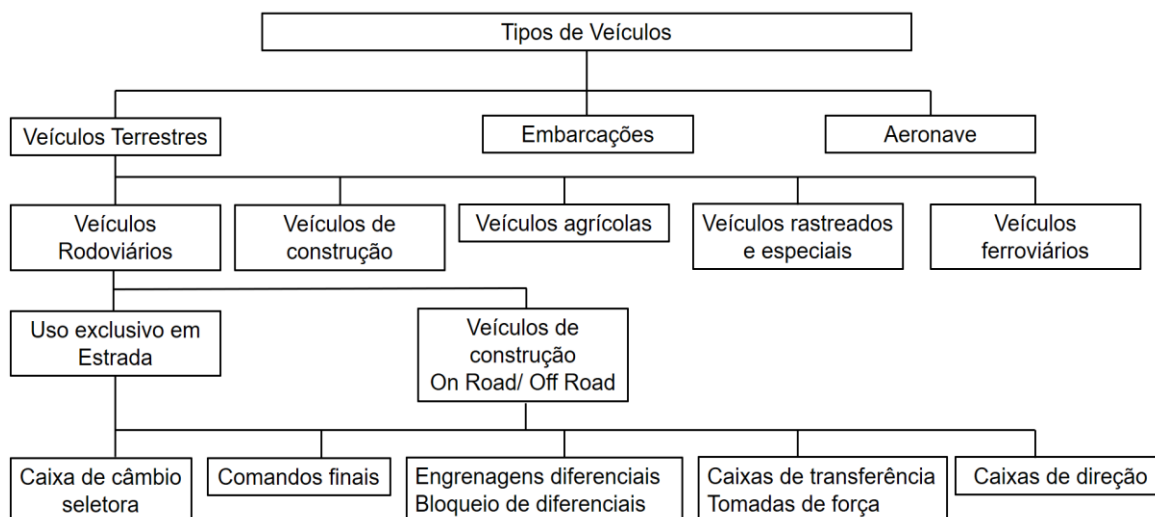 Tipos de Veículos
Veículos Terrestres
Embarcações
Aeronave
Veículos
Rodoviários
Veículos de
construção
Veículos agrícolas
Veículos rastreados
e especiais
Veículos
ferroviários
Uso exclusivo em
Estrada
Veículos de
construção
On Road/ Off Road
Caixa de câmbio
seletora
Comandos finais
Engrenagens diferenciais
Bloqueio de diferenciais
Caixas de transferência
Tomadas de força
Caixas de direção